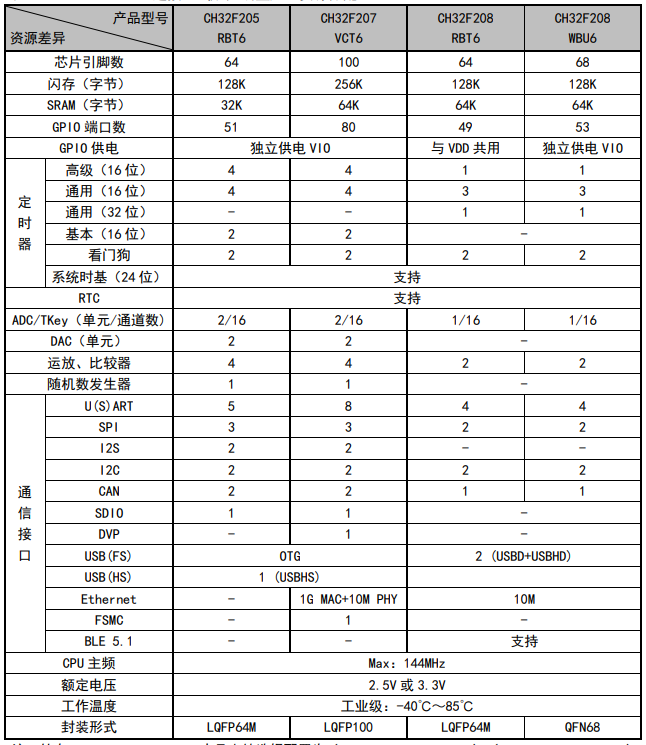 产品型号 CH32F205 CH32F207 CH32F208 CH32F208
资源差异 RBT6 VCT6 RBT6 WBU6
芯片引脚数 64 100 64 68
闪存（字节） 128K 256K 128K 128K
SRAM（字节） 32K 64K 64K 64K
GPIO 端口数 51 80 49 53
GPIO 供电 独立供电 VIO 与 VDD 共用 独立供电 VIO
定时器
高级（16 位） 4 4 1 1
通用（16 位） 4 4 3 3
通用（32 位） - - 1 1
基本（16 位） 2 2 -
看门狗 2 2 2 2
系统时基（24 位） 支持
RTC 支持
ADC/TKey（单元/通道数） 2/16 2/16 1/16 1/16
DAC（单元） 2 2 -
运放、比较器 4 4 2 2
随机数发生器 1 1 -
通信接口
U(S)ART 5 8 4 4
SPI 3 3 2 2
I2S 2 2 - -
I2C 2 2 2 2
CAN 2 2 1 1
SDIO 1 1 -
DVP - 1 -
USB(FS) OTG 2 (USBD+USBHD)
USB(HS) 1 (USBHS) -
Ethernet - 1G MAC+10M PHY 10M
FSMC - 1 -
BLE 5.1 - - 支持
CPU 主频 Max：144MHz
额定电压 2.5V 或 3.3V
工作温度 工业级：-40℃～85℃
封装形式 LQFP64M LQFP100 LQFP64M QFN68